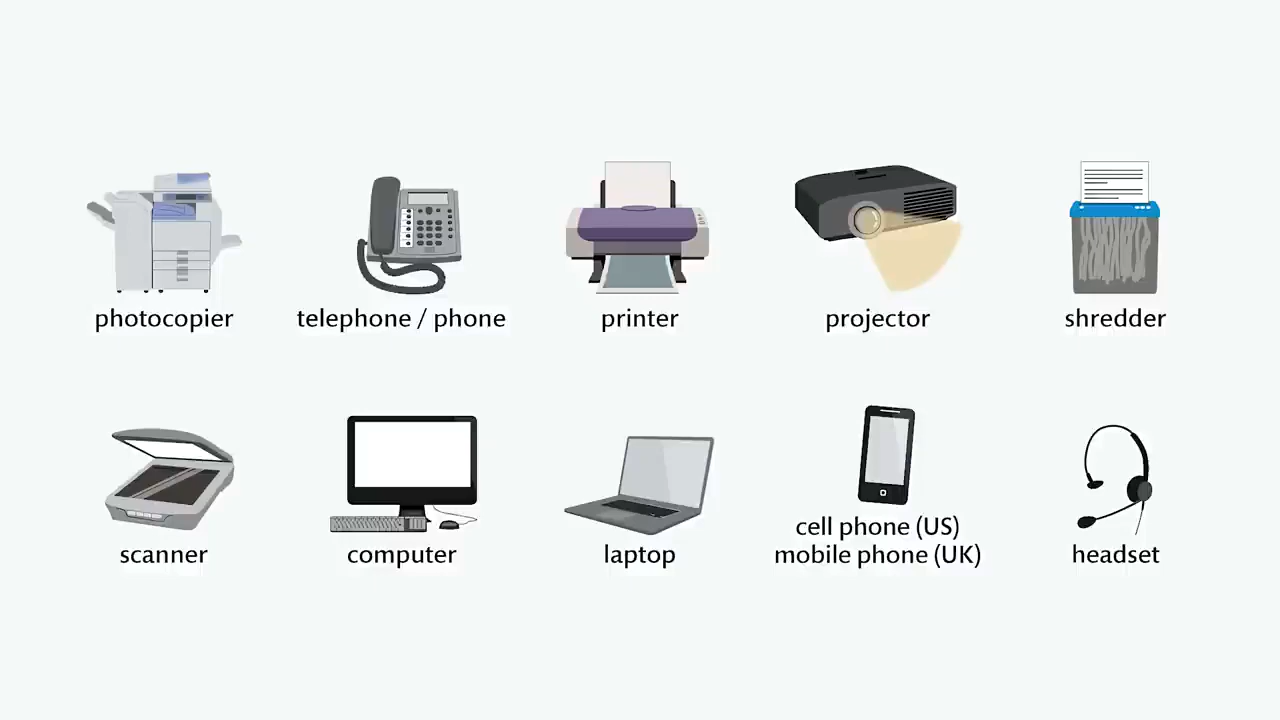 photocopier
telephone / phone
printer
projector
shredder
scanner
computer
laptop
cell phone (US)
mobile phone (UK)
headset